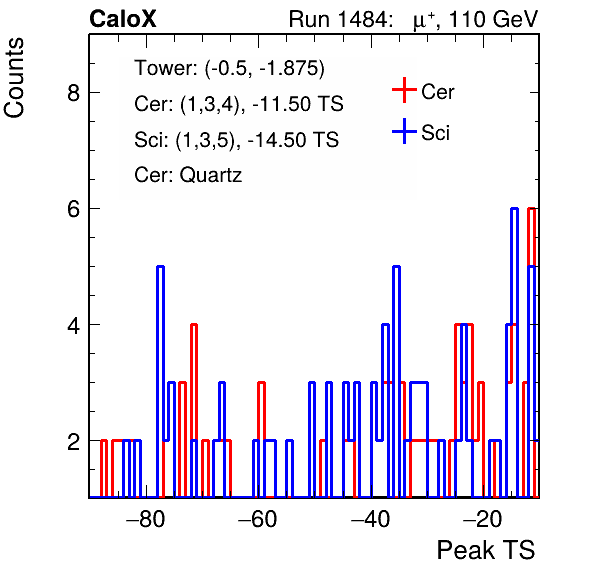 CaloX Run 1484: μ⁺, 110 GeV
Counts
Tower: (-0.5, -1.875)
Cer: (1,3,4), -11.50 TS
Sci: (1,3,5), -14.50 TS
Cer: Quartz
Cer
Sci
8
6
4
2
−80 −60 −40 −20
Peak TS